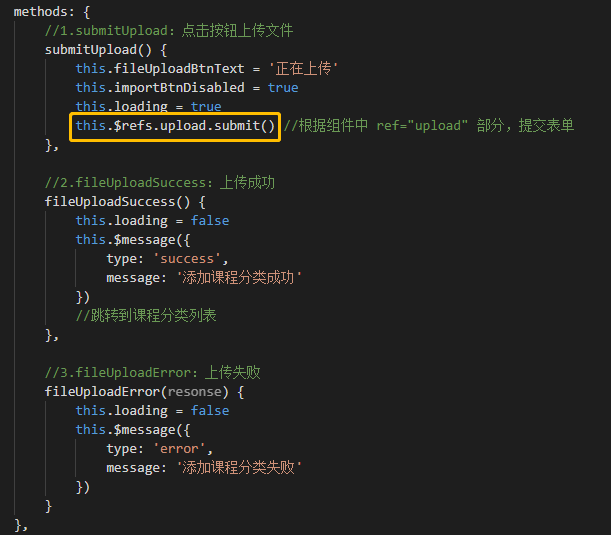 methods: {
//1.submitUpload：点击按钮上传文件
submitUpload() {
this.fileUploadBtnText = '正在上传'
this.importBtnDisabled = true
this.loading = true
this.$refs.upload.submit() //根据组件中 ref="upload" 部分，提交表单
},
//2.fileUploadSuccess：上传成功
fileUploadSuccess() {
this.loading = false
this.$message({
type: 'success',
message: '添加课程分类成功'
})
//跳转到课程分类列表
},
//3.fileUploadError：上传失败
fileUploadError(resonse) {
this.loading = false
this.$message({
type: 'error',
message: '添加课程分类失败'
})
}
},